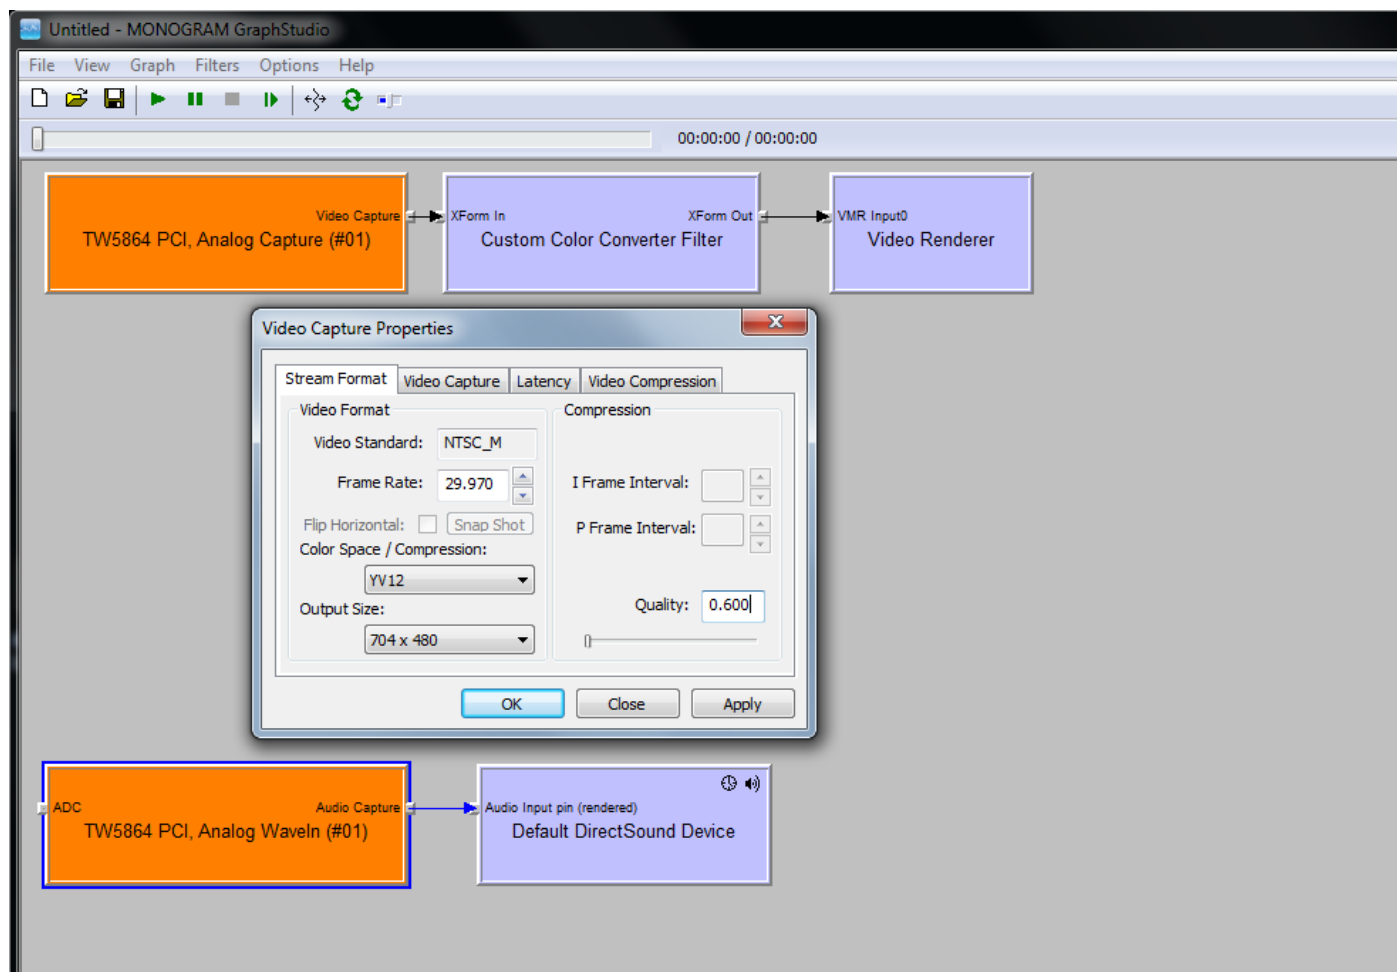 Untitled - MONOGRAM GraphStudio
File View Graph Filters Options Help
00:00:00 / 00:00:00
Video Capture
TW5864 PCI, Analog Capture (#01)
XForm In XForm Out
Custom Color Converter Filter
VMR Input0
Video Renderer
Video Capture Properties
Stream Format Video Capture Latency Video Compression
Video Format
Video Standard: NTSC_M
Frame Rate: 29.970
Flip Horizontal: Snap Shot
Color Space / Compression:
YV12
Output Size:
704 x 480
Compression
I Frame Interval:
P Frame Interval:
Quality: 0.600
OK Close Apply
ADC Audio Capture
TW5864 PCI, Analog WaveIn (#01)
Audio Input pin (rendered)
Default DirectSound Device